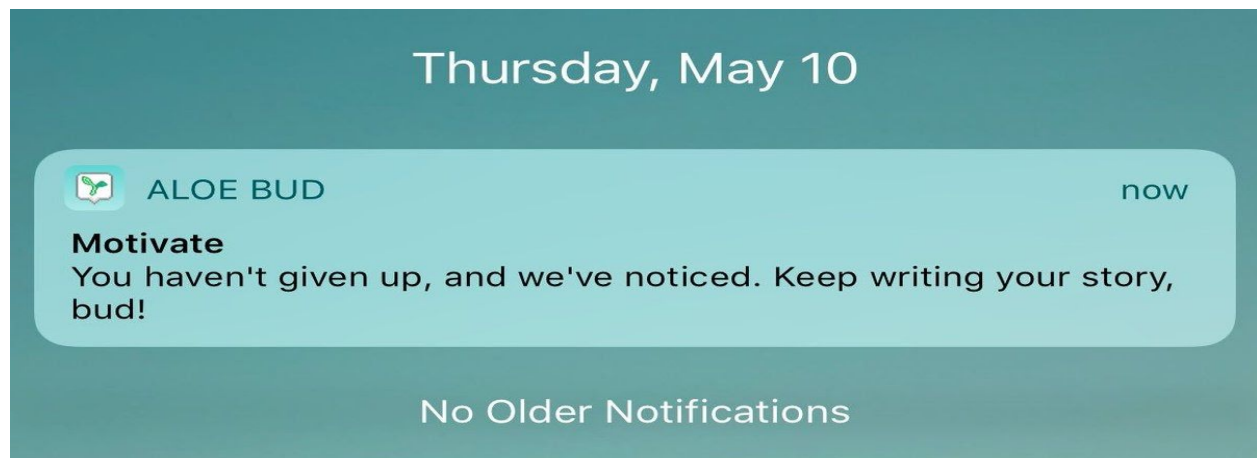 Thursday, May 10
ALOE BUD
now
Motivate
You haven't given up, and we've noticed. Keep writing your story,
bud!
No Older Notifications